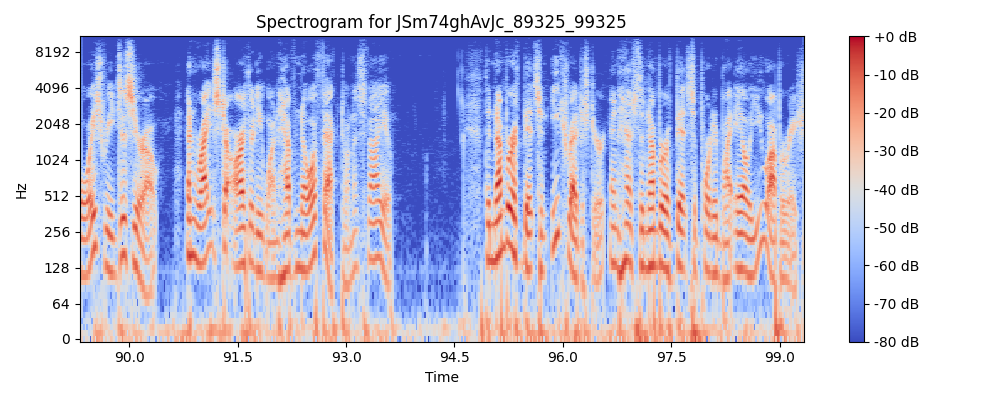 Spectrogram for JSm74ghAvJc_89325_99325
Hz
8192
4096
2048
1024
512
256
128
64
0
90.0 91.5 93.0 94.5 96.0 97.5 99.0
Time
+0 dB
-10 dB
-20 dB
-30 dB
-40 dB
-50 dB
-60 dB
-70 dB
-80 dB